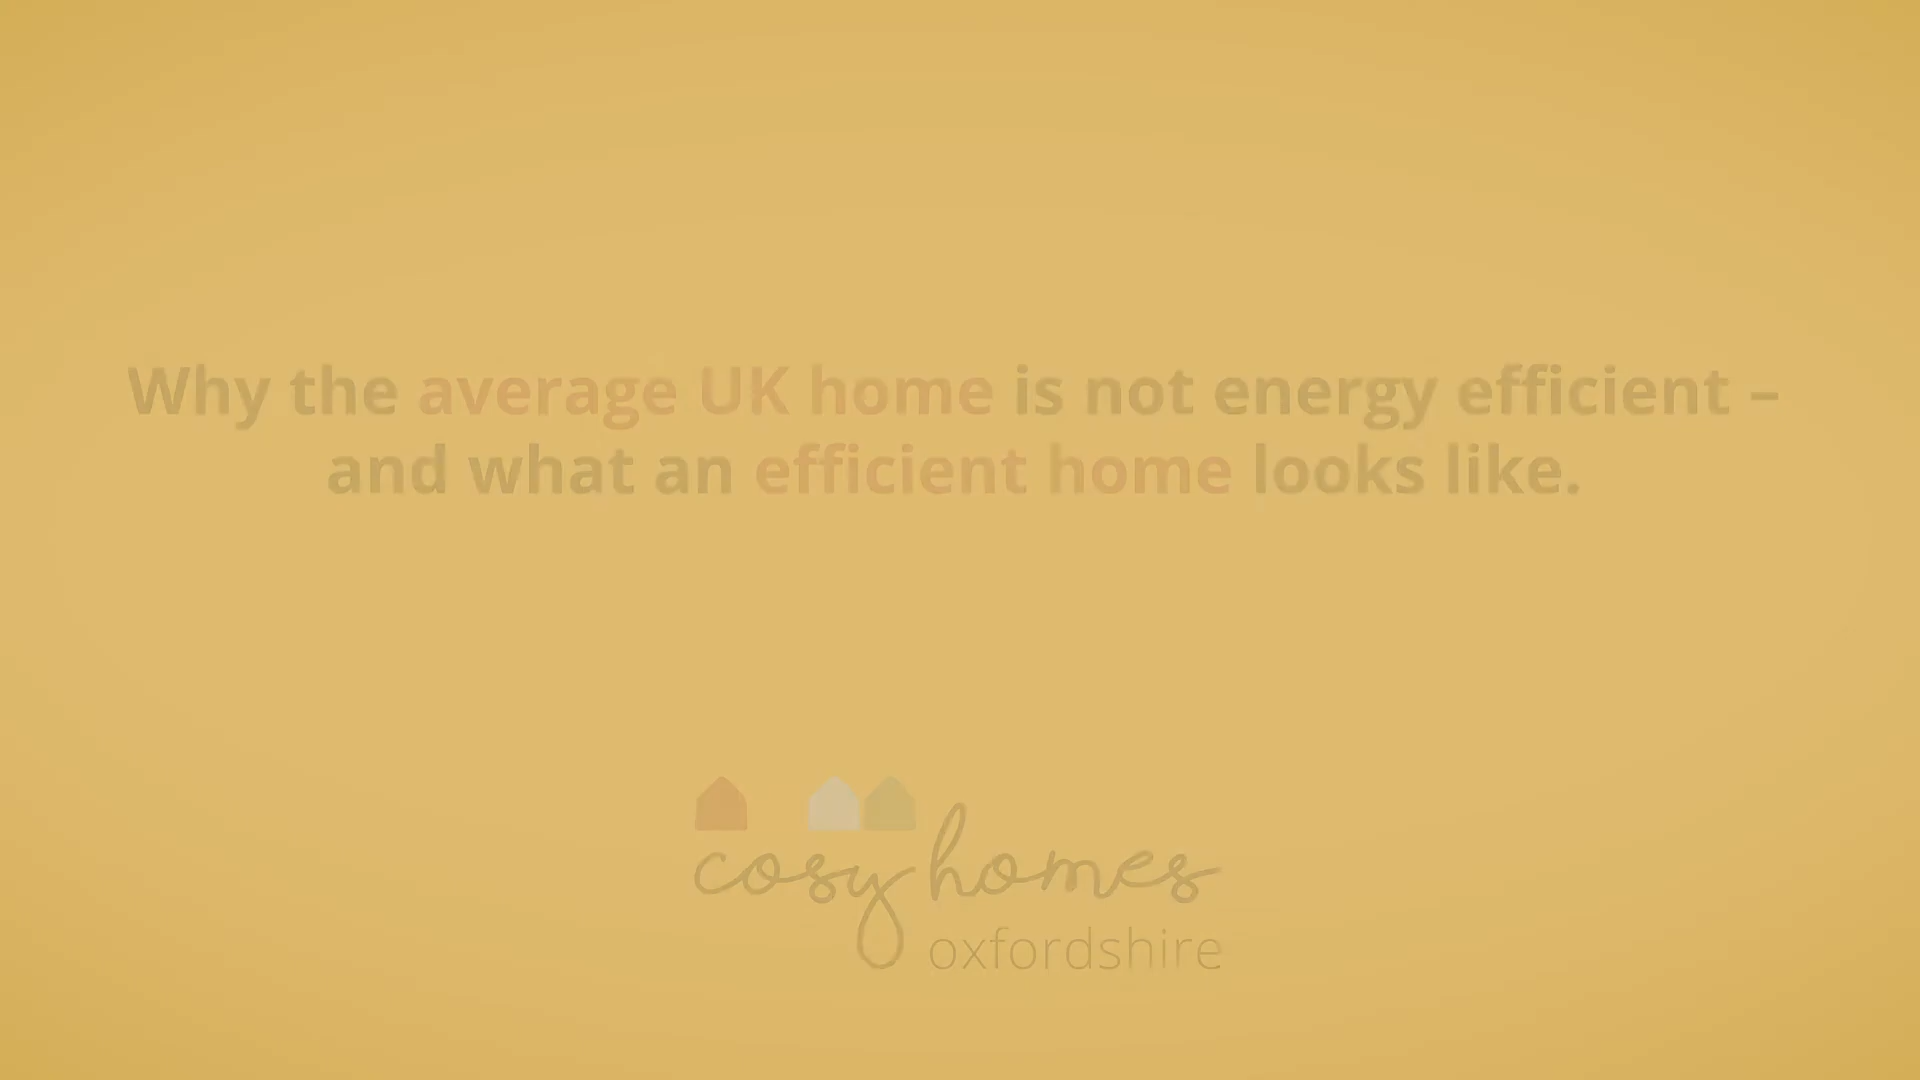 Why the average UK home is not energy efficient –
and what an efficient home looks like.
cosy homes
oxfordshire